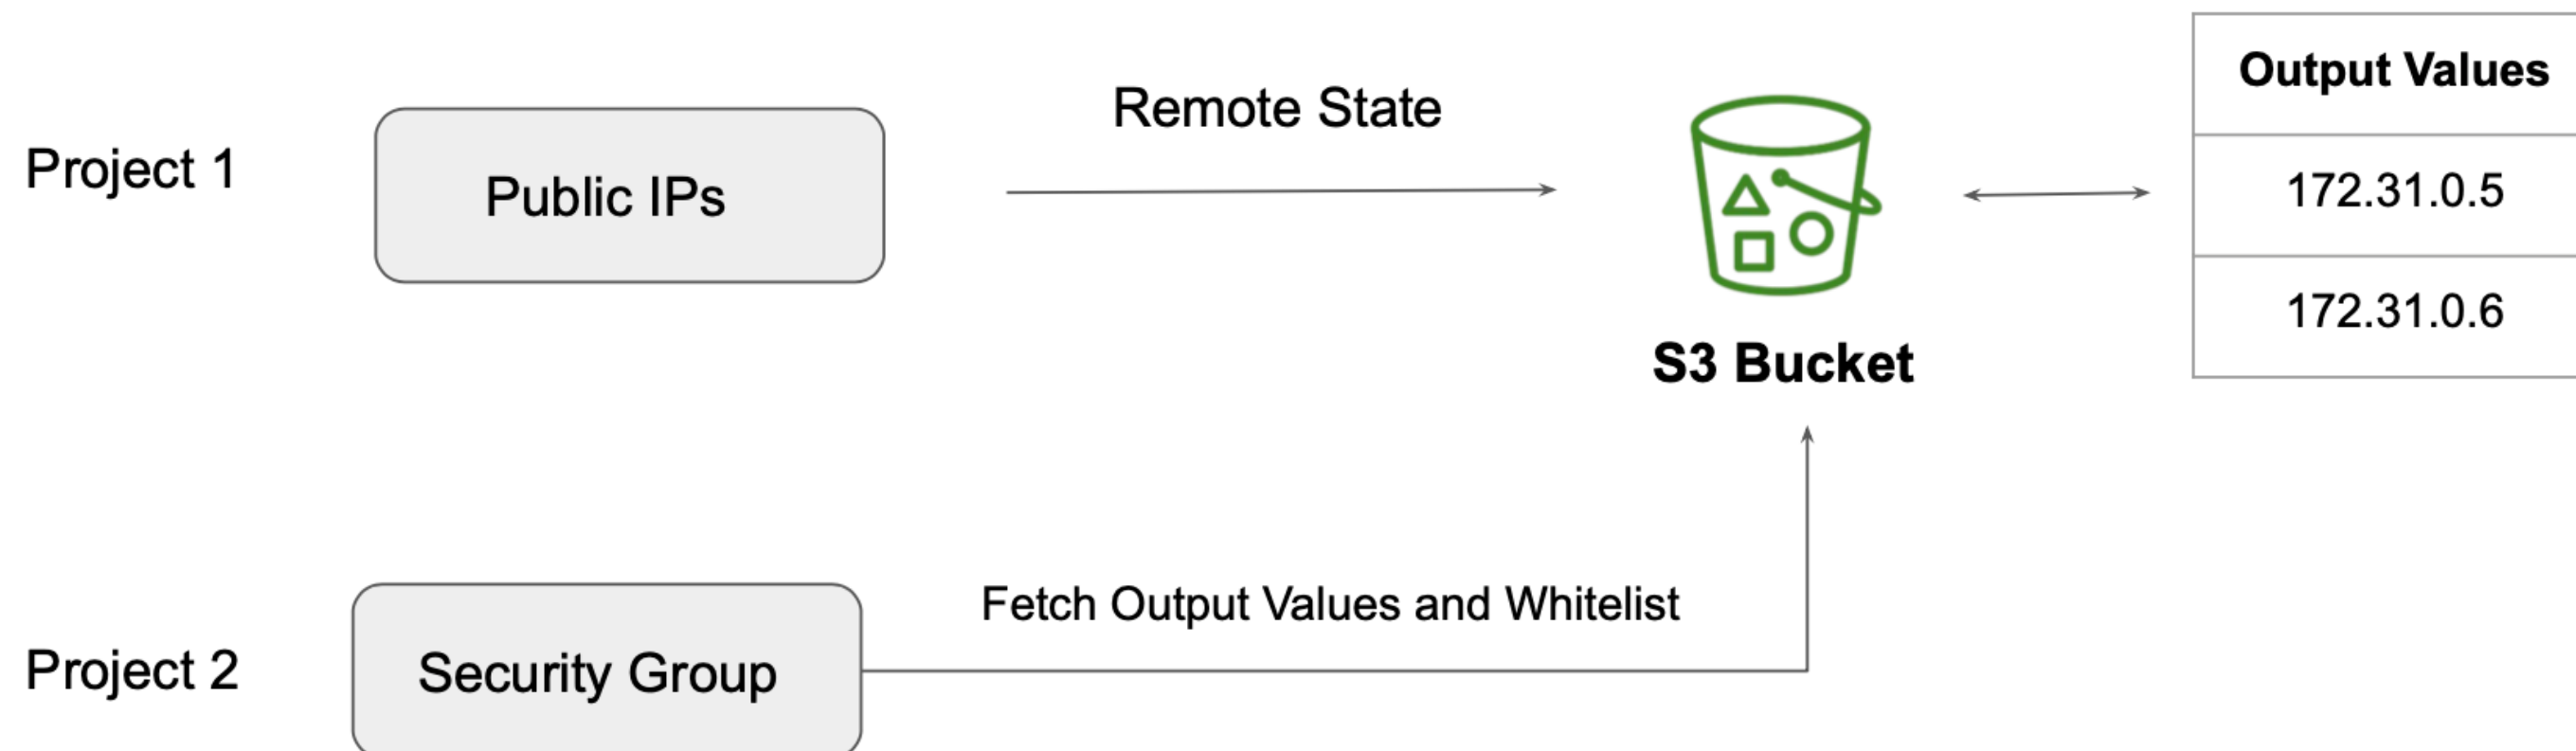 Project 1
Public IPs
Remote State
S3 Bucket
Output Values
172.31.0.5
172.31.0.6
Project 2
Security Group
Fetch Output Values and Whitelist